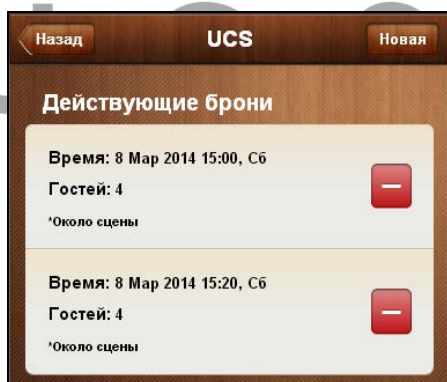 Назад UCS Новая
Действующие брони
Время: 8 Мар 2014 15:00, Сб
Гостей: 4
*Около сцены
Время: 8 Мар 2014 15:20, Сб
Гостей: 4
*Около сцены